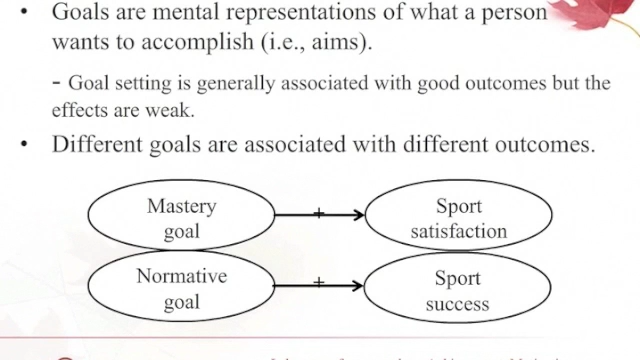 • Goals are mental representations of what a person
wants to accomplish (i.e., aims).
- Goal setting is generally associated with good outcomes but the
effects are weak.
• Different goals are associated with different outcomes.
Mastery
goal
+
Sport
satisfaction
Normative
goal
+
Sport
success